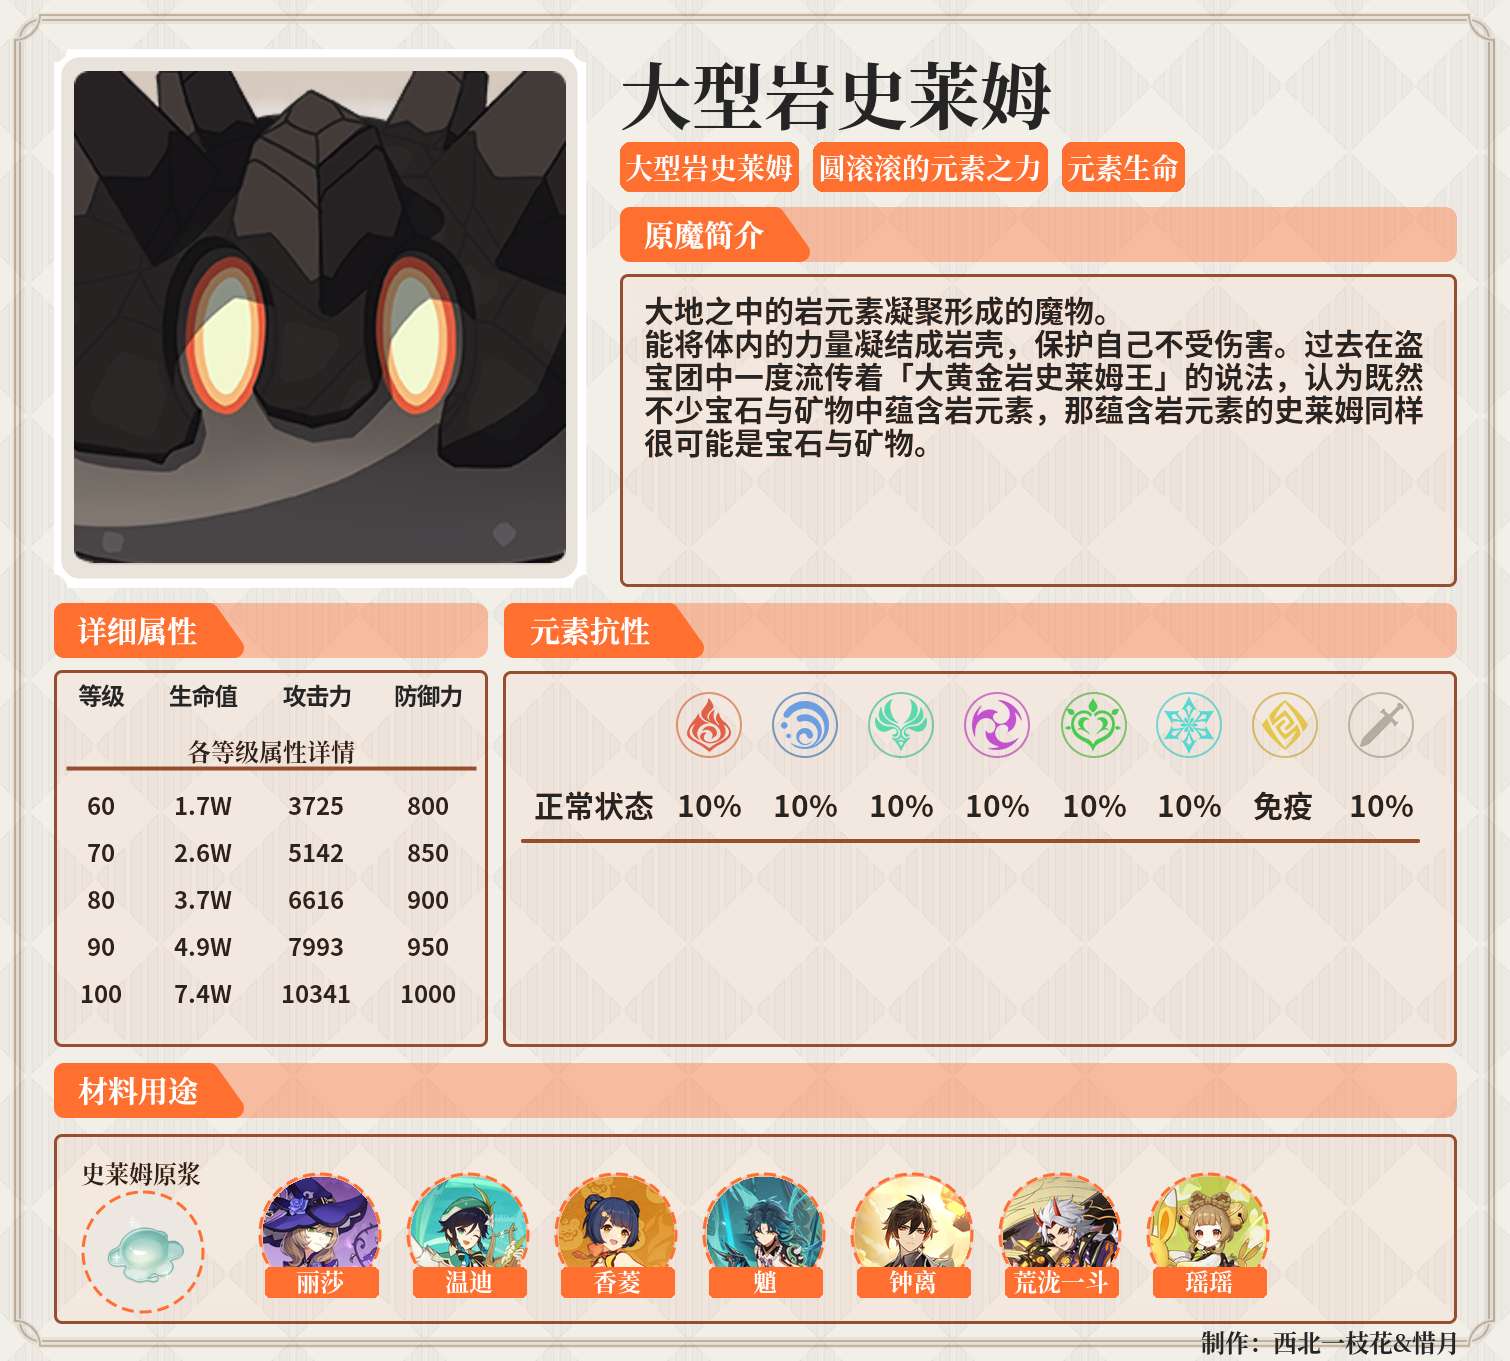 大型岩史莱姆
大型岩史莱姆 圆滚滚的元素之力 元素生命
原魔简介
大地之中的岩元素凝聚形成的魔物。
能将体内的力量凝结成岩壳，保护自己不受伤害。过去在盗
宝团中一度流传着「大黄金岩史莱姆王」的说法，认为既然
不少宝石与矿物中蕴含岩元素，那蕴含岩元素的史莱姆同样
很可能是宝石与矿物。
详细属性
等级 生命值 攻击力 防御力
各等级属性详情
60 1.7W 3725 800
70 2.6W 5142 850
80 3.7W 6616 900
90 4.9W 7993 950
100 7.4W 10341 1000
元素抗性
正常状态 10% 10% 10% 10% 10% 10% 免疫 10%
材料用途
史莱姆原浆
丽莎 温迪 香菱 魈 钟离 荒泷一斗 瑶瑶
制作：西北一枝花&惜月